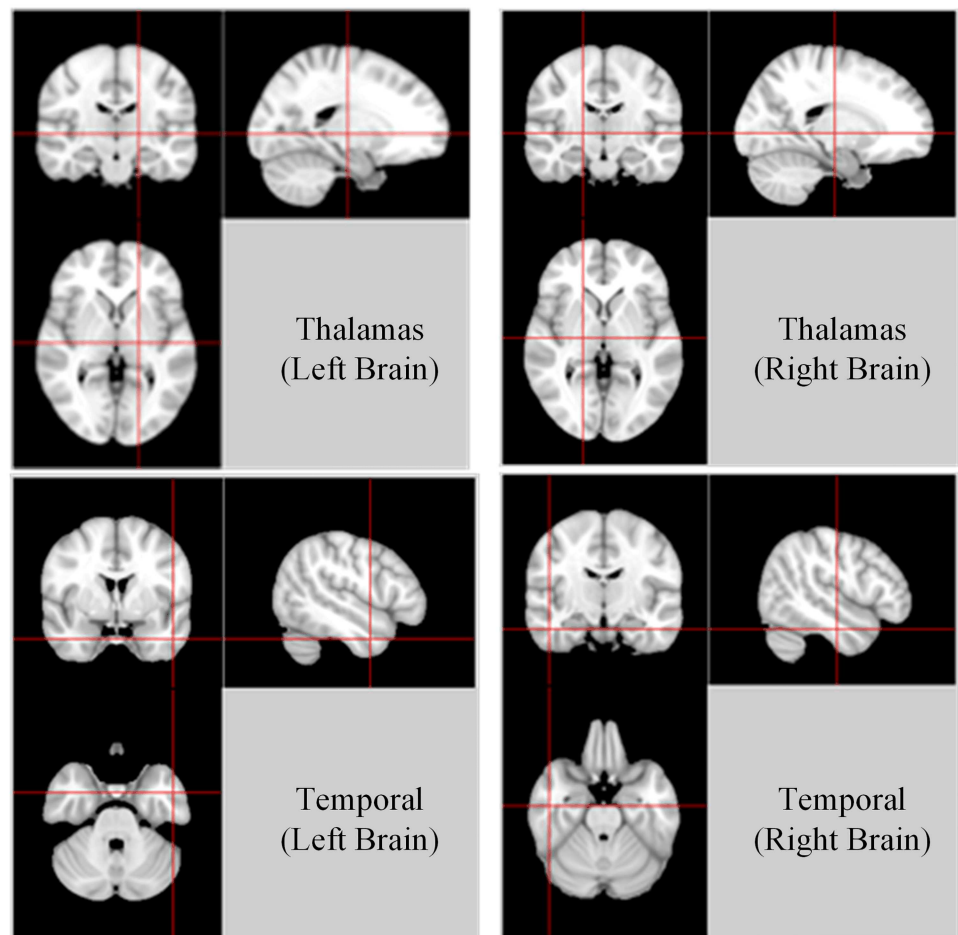 Thalamas
(Left Brain)
Thalamas
(Right Brain)
Temporal
(Left Brain)
Temporal
(Right Brain)